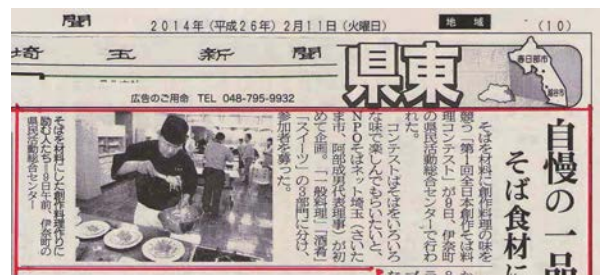 聞 2014年(平成26年)2月11日(火曜日) 地域 (10)
埼玉新聞
県東
春日部市
広告のご用命 TEL 048-795-9932
自慢の一品
そば食材に
そばを材料に創作料理の味を
競う「第1回全日本創作そば料
理コンテスト」が9日、伊奈町
の県民活動総合センターで行わ
れた。
コンテストはそばをいろいろ
な味で楽しんでもらいたいと、
NPOそばネット埼玉(さいた
ま市、阿部成男代表理事)が初
めて企画。「一般料理」「酒肴」
「スイーツ」の3部門に分け、
参加者を募った。
そばを材料にした創作料理作りに
励む人たち=9日午前、伊奈町の
県民活動総合センター